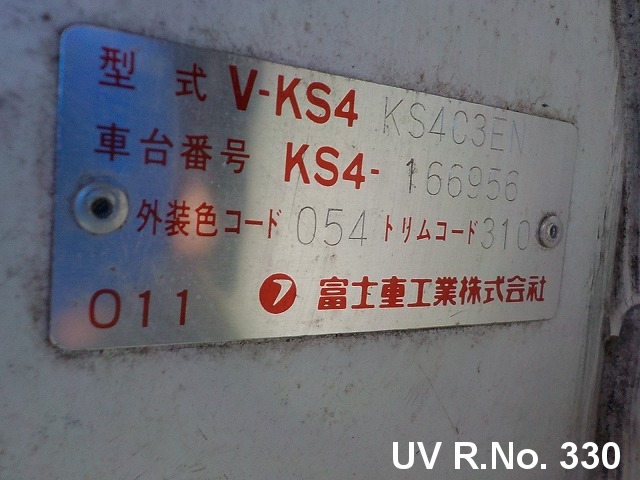 型式 V-KS4 KS4C3EN
車台番号 KS4-166956
外装色コード 054 トリムコード 310
011 フ 富士重工業株式会社
UV R.No. 330